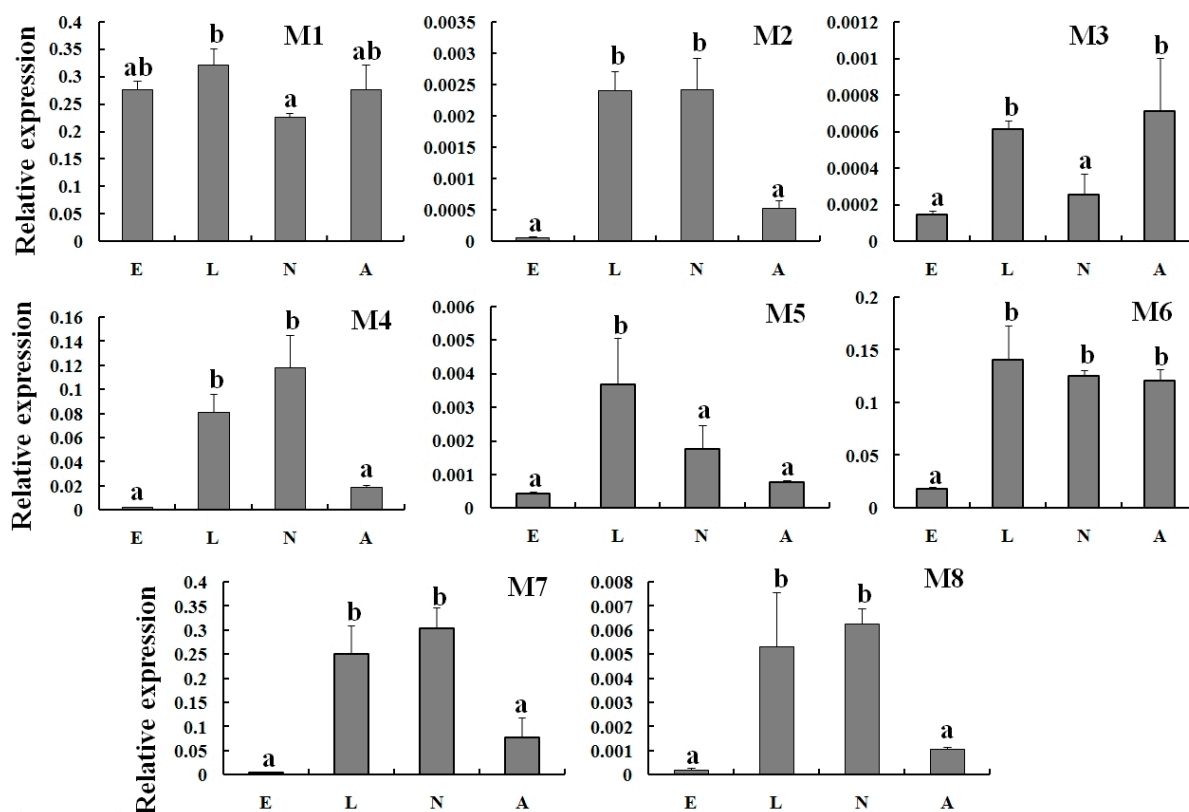 Relative expression
M1
0.4
0.35
0.3
0.25
0.2
0.15
0.1
0.05
0
ab
b
a
ab
E L N A
M2
0.0035
0.003
0.0025
0.002
0.0015
0.001
0.0005
0
a
b
b
a
E L N A
M3
0.0012
0.001
0.0008
0.0006
0.0004
0.0002
0
a
b
a
b
E L N A
Relative expression
M4
0.16
0.14
0.12
0.1
0.08
0.06
0.04
0.02
0
a
b
b
a
E L N A
M5
0.006
0.005
0.004
0.003
0.002
0.001
0
a
b
a
a
E L N A
M6
0.2
0.15
0.1
0.05
0
a
b
b
b
E L N A
Relative expression
M7
0.4
0.35
0.3
0.25
0.2
0.15
0.1
0.05
0
a
b
b
a
E L N A
M8
0.008
0.007
0.006
0.005
0.004
0.003
0.002
0.001
0
a
b
b
a
E L N A